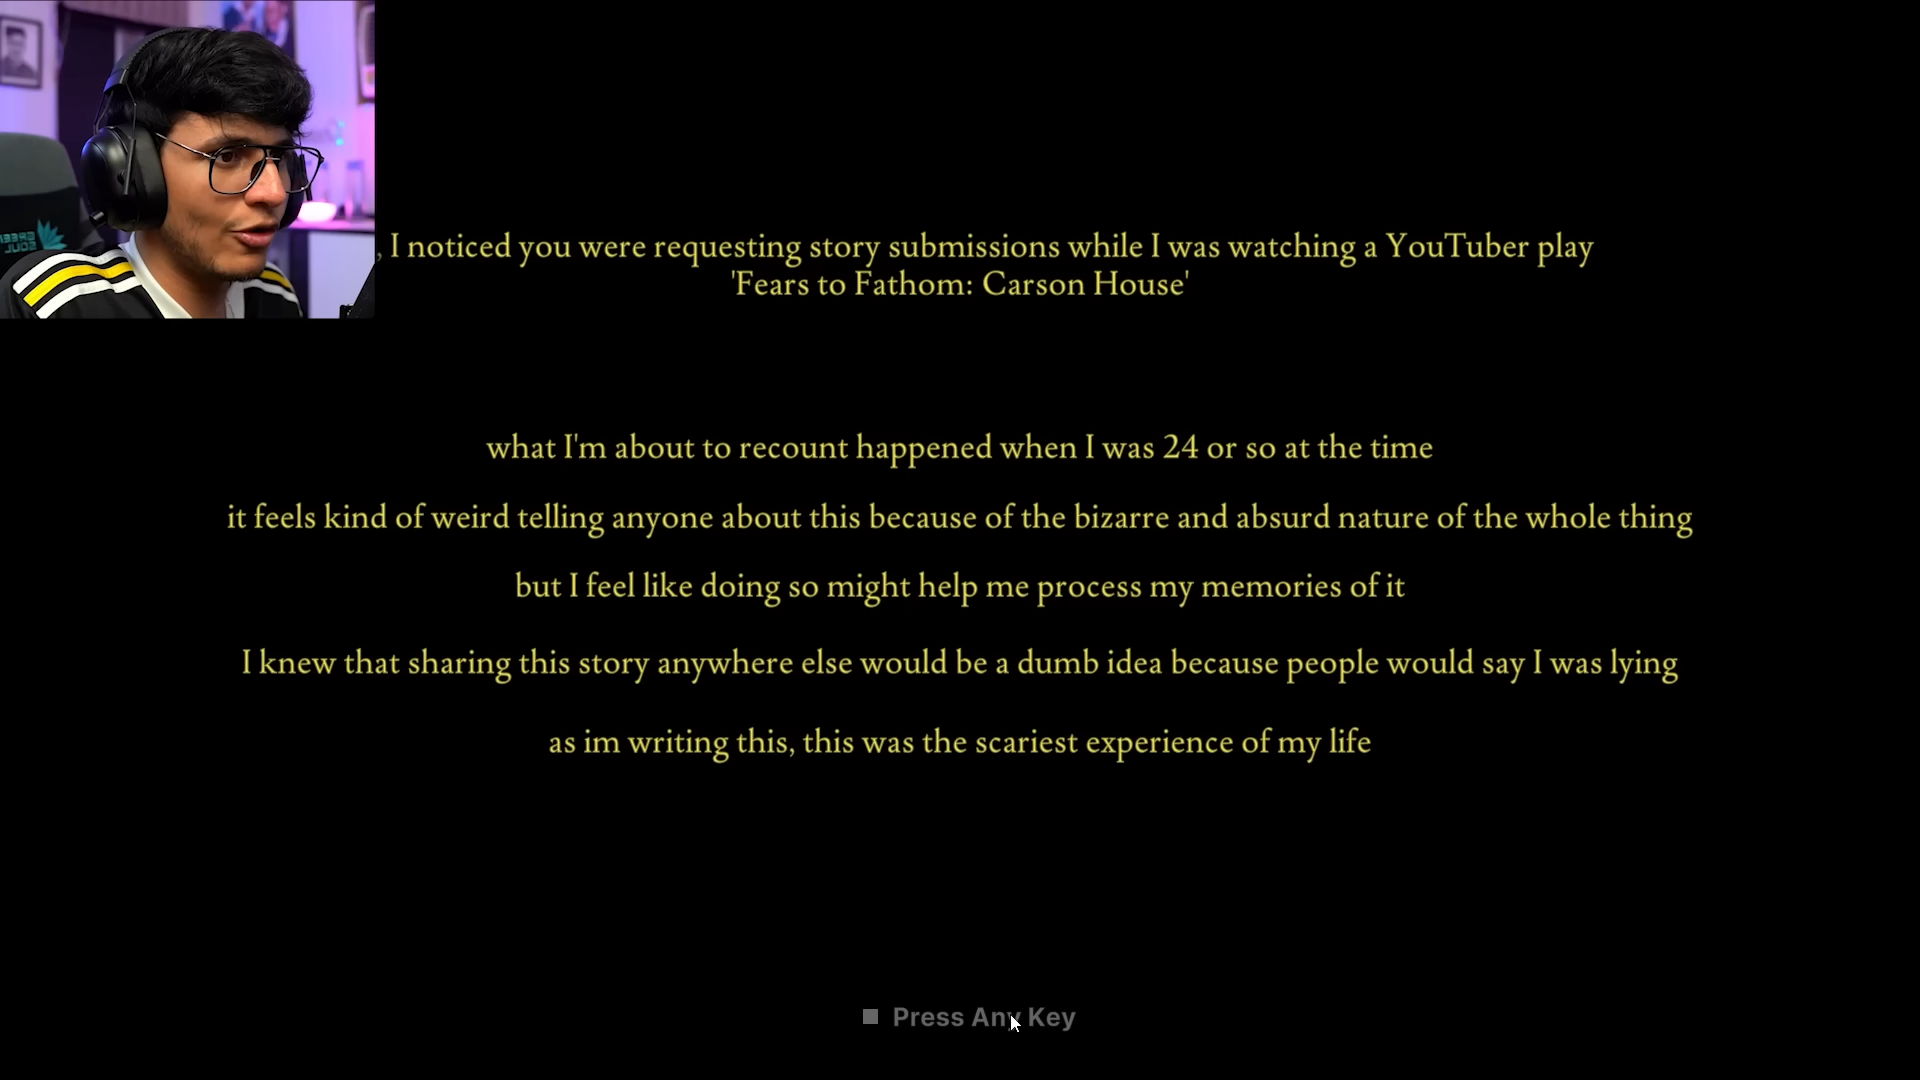 , I noticed you were requesting story submissions while I was watching a YouTuber play
'Fears to Fathom: Carson House'
what I'm about to recount happened when I was 24 or so at the time
it feels kind of weird telling anyone about this because of the bizarre and absurd nature of the whole thing
but I feel like doing so might help me process my memories of it
I knew that sharing this story anywhere else would be a dumb idea because people would say I was lying
as im writing this, this was the scariest experience of my life
Press Any Key